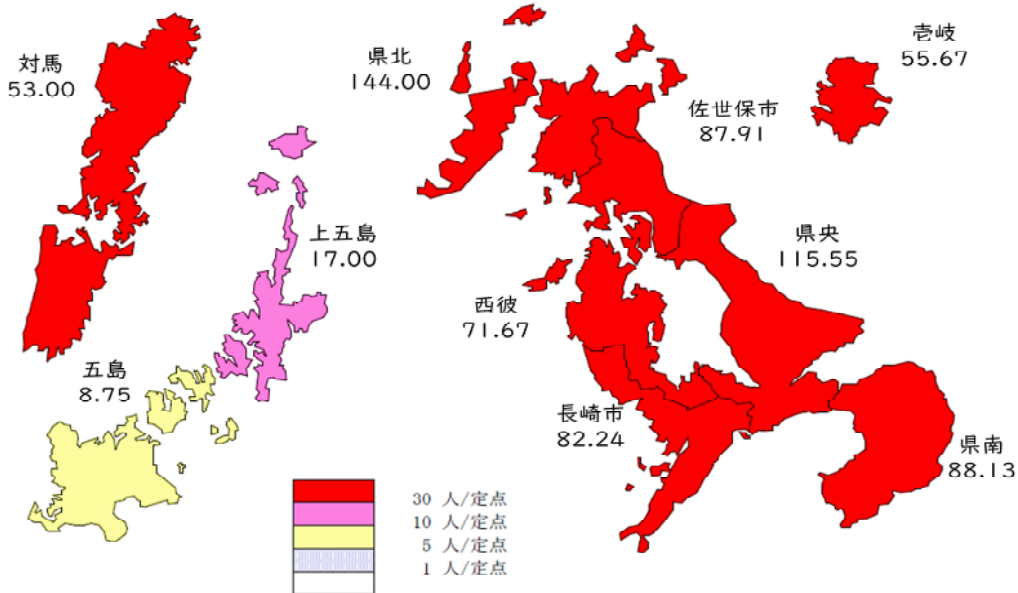 対馬
53.00
県北
144.00
壱岐
55.67
佐世保市
87.91
上五島
17.00
県央
115.55
西彼
71.67
五島
8.75
長崎市
82.24
県南
88.13
30 人/定点
10 人/定点
5 人/定点
1 人/定点